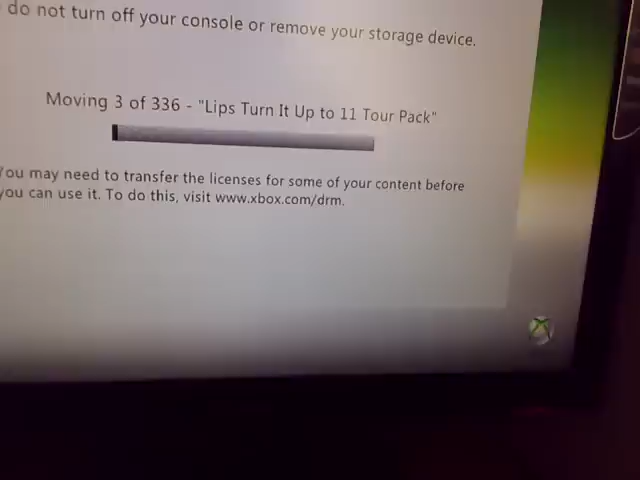 do not turn off your console or remove your storage device.
Moving 3 of 336 - "Lips Turn It Up to 11 Tour Pack"
You may need to transfer the licenses for some of your content before
you can use it. To do this, visit www.xbox.com/drm.